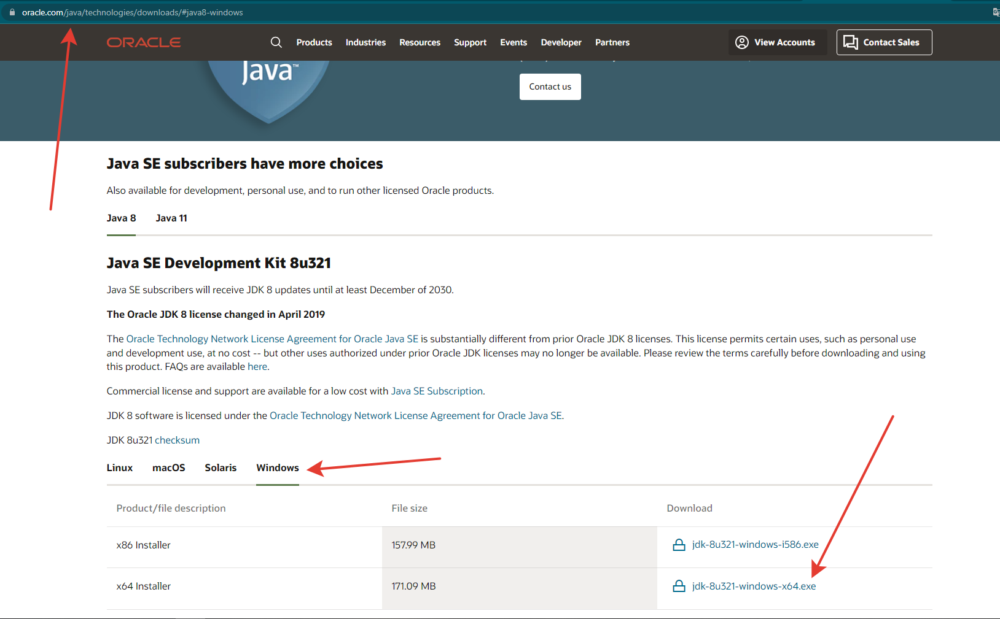 oracle.com/java/technologies/downloads/#java8-windows
ORACLE
Products Industries Resources Support Events Developer Partners
View Accounts
Contact Sales
Java™
Contact us
Java SE subscribers have more choices
Also available for development, personal use, and to run other licensed Oracle products.
Java 8 Java 11
Java SE Development Kit 8u321
Java SE subscribers will receive JDK 8 updates until at least December of 2030.
The Oracle JDK 8 license changed in April 2019
The Oracle Technology Network License Agreement for Oracle Java SE is substantially different from prior Oracle JDK 8 licenses. This license permits certain uses, such as personal use
and development use, at no cost -- but other uses authorized under prior Oracle JDK licenses may no longer be available. Please review the terms carefully before downloading and using
this product. FAQs are available here.
Commercial license and support are available for a low cost with Java SE Subscription.
JDK 8 software is licensed under the Oracle Technology Network License Agreement for Oracle Java SE.
JDK 8u321 checksum
Linux macOS Solaris Windows
Product/file description File size Download
x86 Installer 157.99 MB jdk-8u321-windows-i586.exe
x64 Installer 171.09 MB jdk-8u321-windows-x64.exe